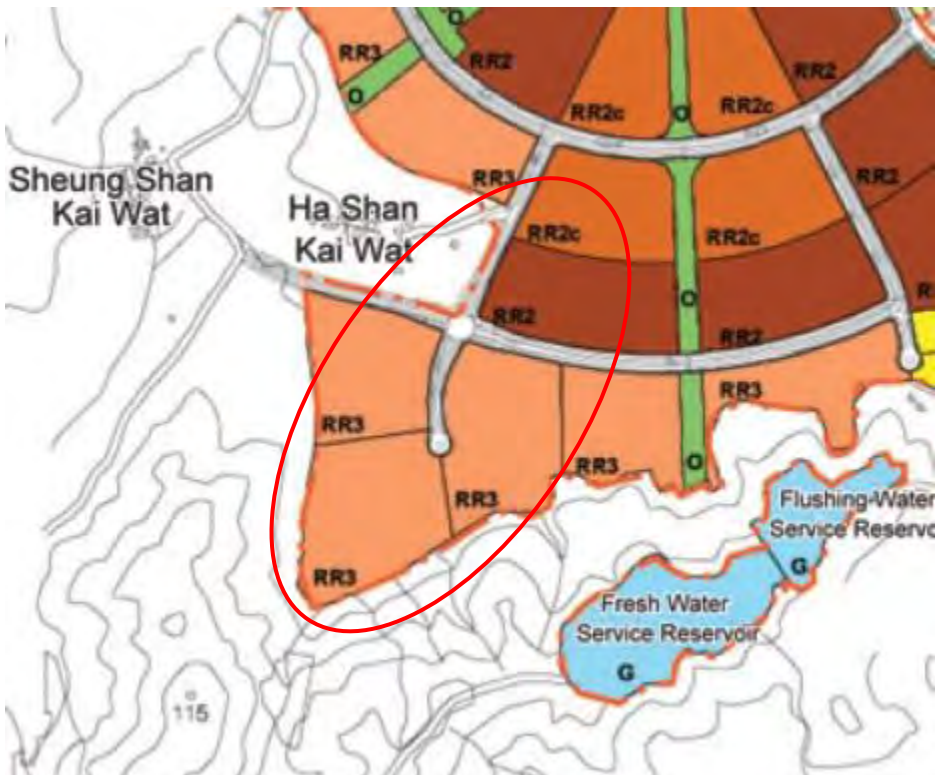 O
RR3
RR2
RR2
O
RR2c
RR2c
O
Sheung Shan
Kai Wat
RR3
RR2
Ha Shan
Kai Wat
RR2c
RR2c
O
RR2
RR2
RR3
RR3
RR3
O
RR3
Flushing Water
Service Reservo
G
RR3
Fresh Water
Service Reservoir
G
115